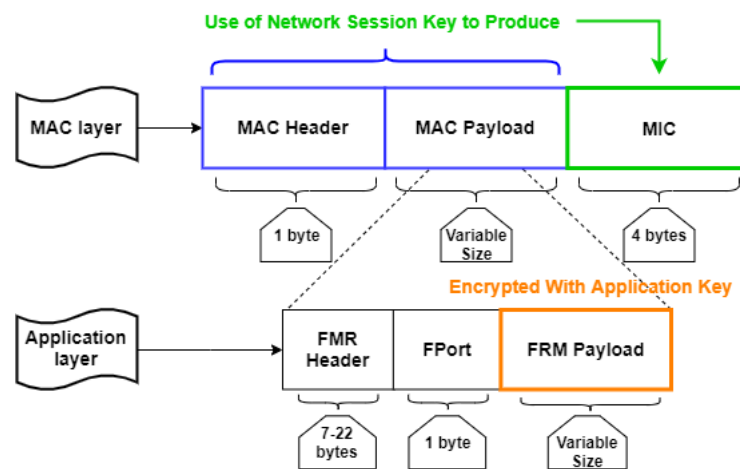 Use of Network Session Key to Produce
MAC layer
MAC Header
MAC Payload
MIC
1 byte
Variable
Size
4 bytes
Encrypted With Application Key
Application
layer
FMR
Header
FPort
FRM Payload
7-22
bytes
1 byte
Variable
Size